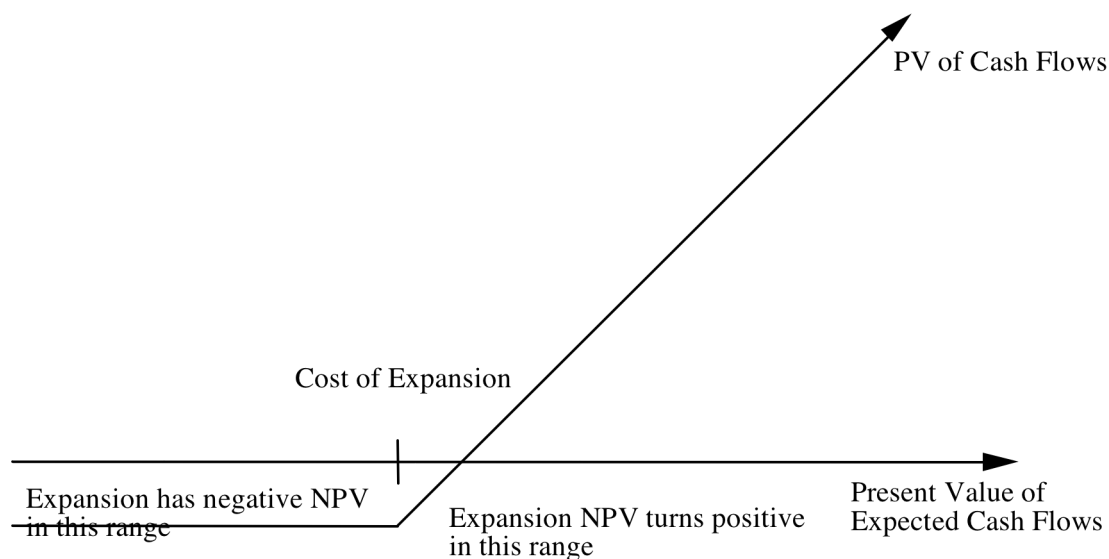 PV of Cash Flows
Cost of Expansion
Expansion has negative NPV
in this range
Expansion NPV turns positive
in this range
Present Value of
Expected Cash Flows